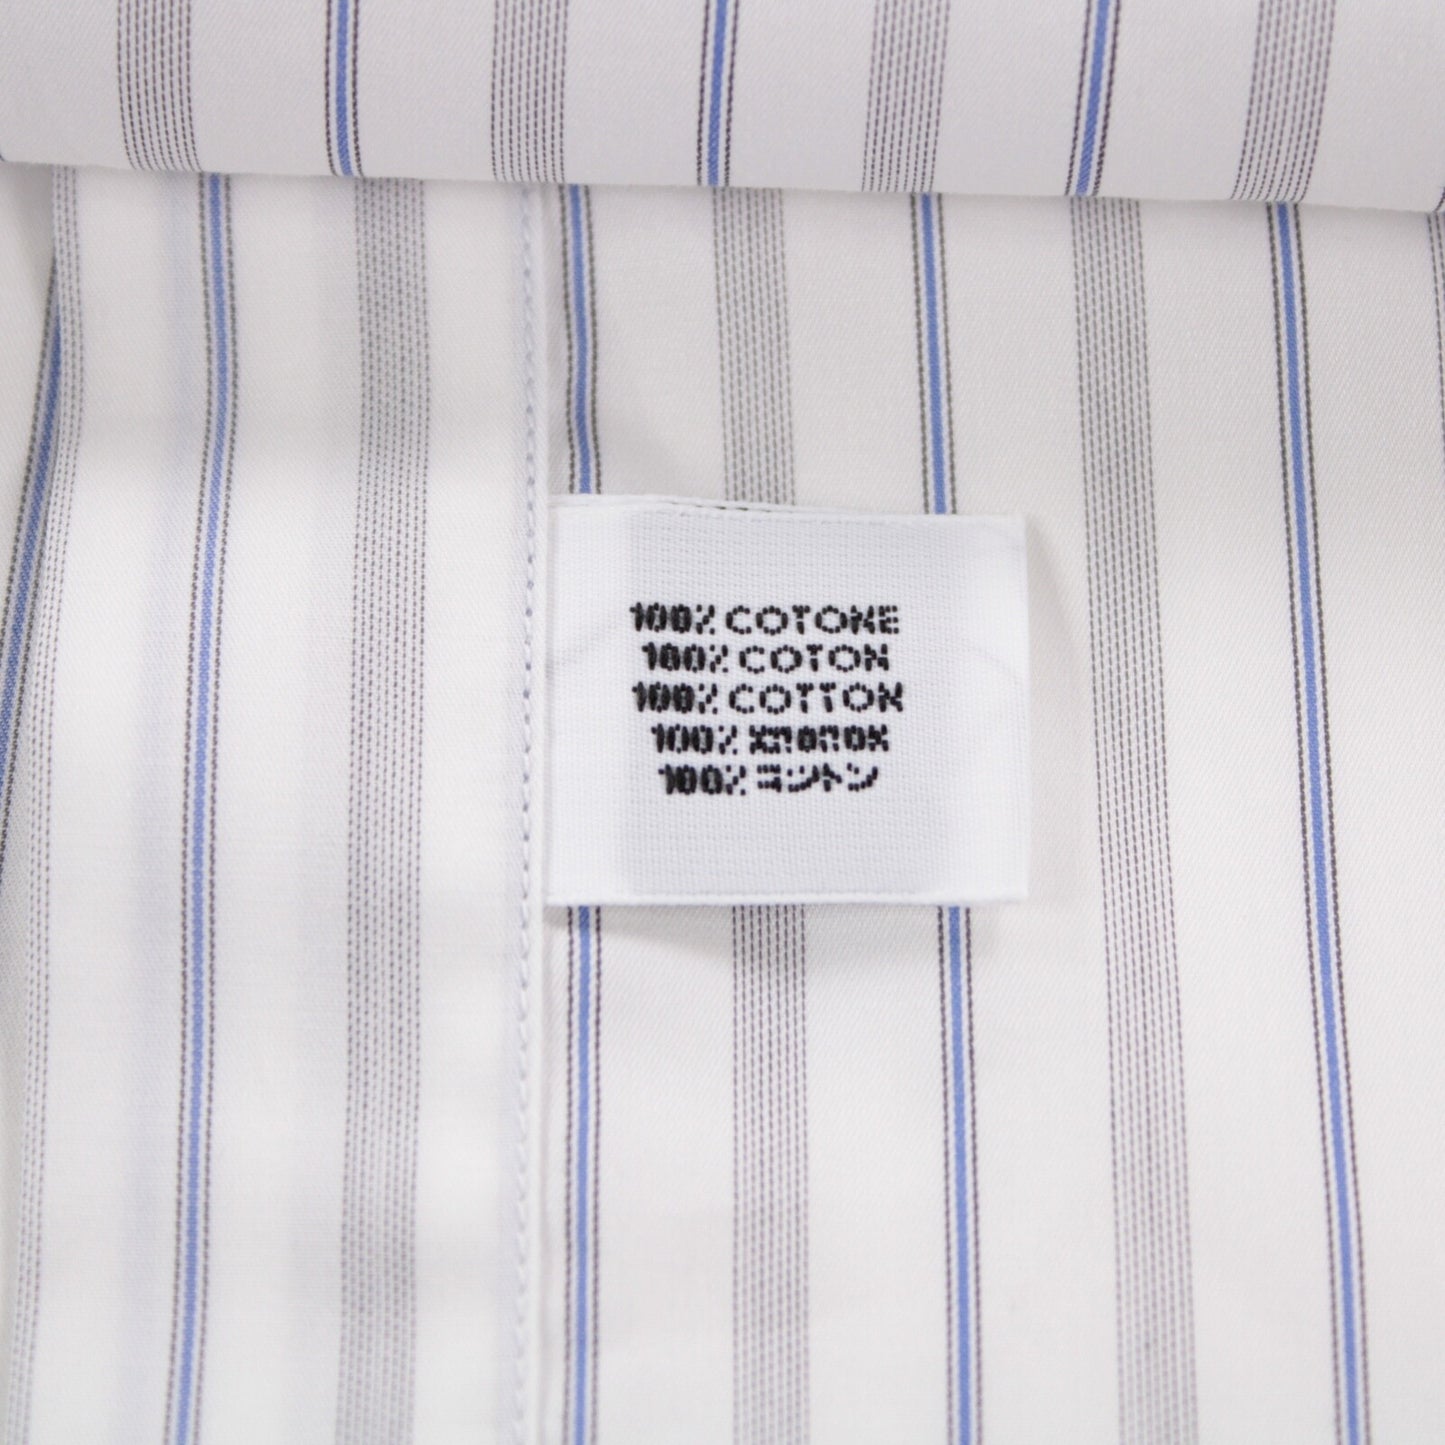 100% COTONE
100% COTON
100% COTTON
100% ХЛОПОК
100% コットン